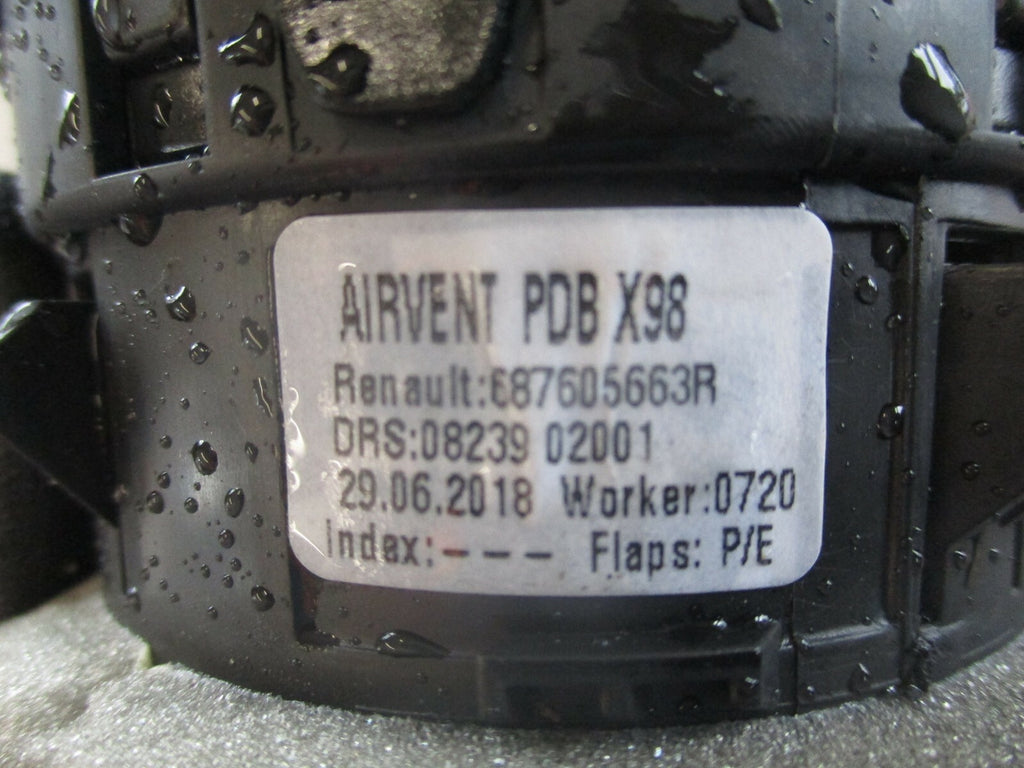 AIRVENT PDB X98
Renault:687605663R
DRS:08239 02001
29.06.2018 Worker:0720
Index:--- Flaps: P/E